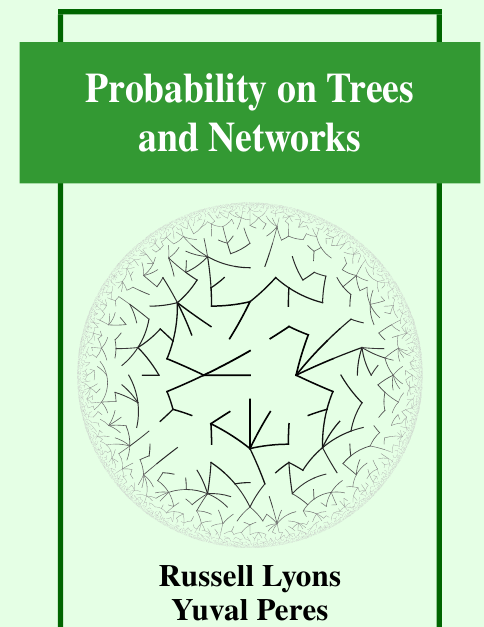 Probability on Trees
and Networks
Russell Lyons
Yuval Peres